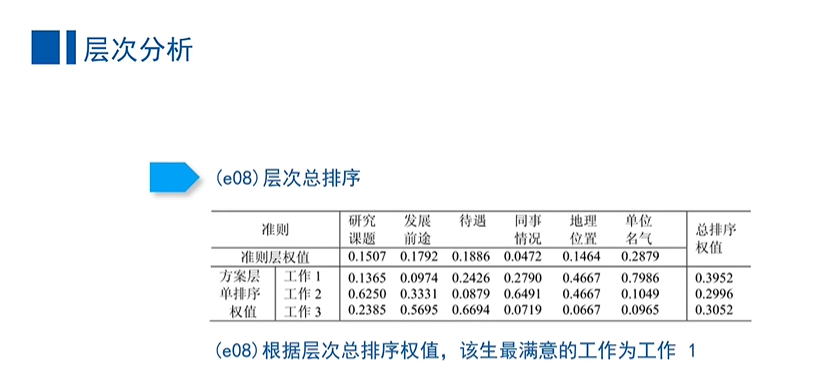 层次分析
(e08)层次总排序
准则 研究课题 发展前途 待遇 同事情况 地理位置 单位名气 总排序权值
准则层权值 0.1507 0.1792 0.1886 0.0472 0.1464 0.2879
方案层单排序权值 工作 1 0.1365 0.0974 0.2426 0.2790 0.4667 0.7986 0.3952
工作 2 0.6250 0.3331 0.0879 0.6491 0.4667 0.1049 0.2996
工作 3 0.2385 0.5695 0.6694 0.0719 0.0667 0.0965 0.3052
(e08)根据层次总排序权值，该生最满意的工作为工作 1